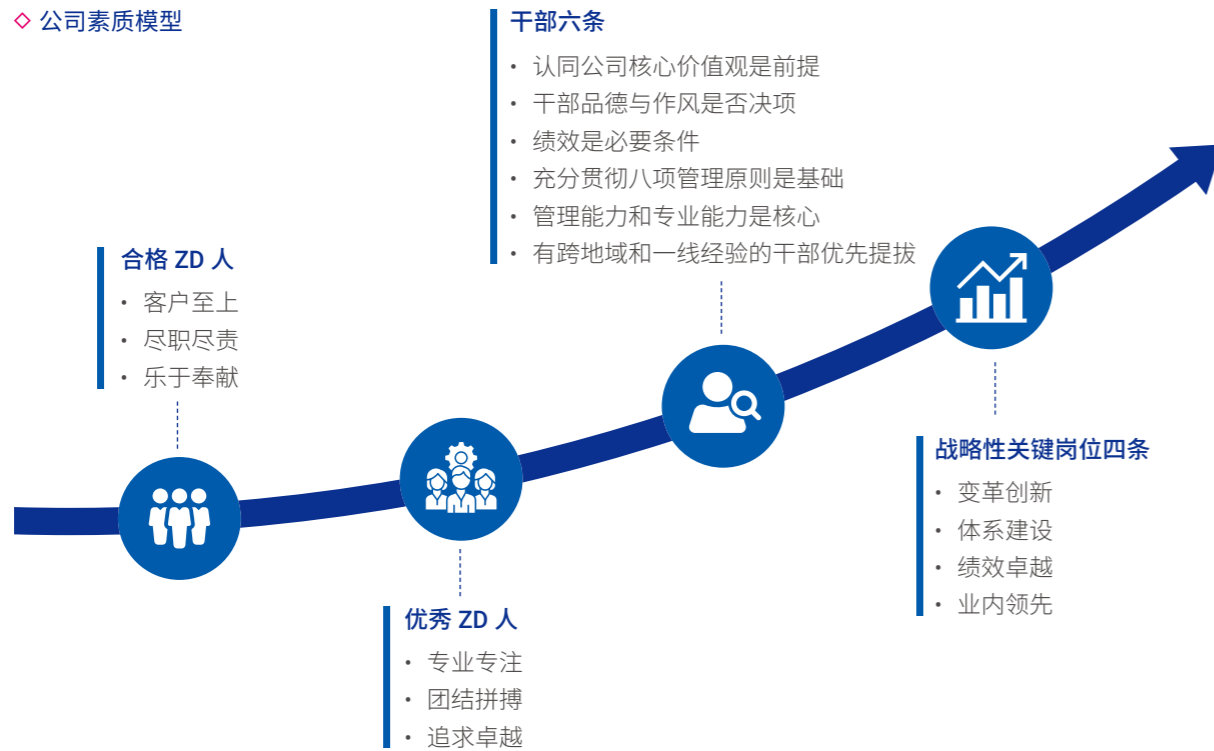 公司素质模型
干部六条
• 认同公司核心价值观是前提
• 干部品德与作风是否决项
• 绩效是必要条件
• 充分贯彻八项管理原则是基础
• 管理能力和专业能力是核心
• 有跨地域和一线经验的干部优先提拔
合格 ZD 人
• 客户至上
• 尽职尽责
• 乐于奉献
战略性关键岗位四条
• 变革创新
• 体系建设
• 绩效卓越
• 业内领先
优秀 ZD 人
• 专业专注
• 团结拼搏
• 追求卓越